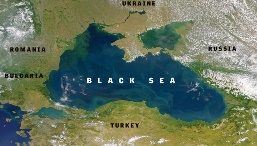 UKRAINE
ROMANIA
RUSSIA
BULGARIA
BLACK SEA
TURKEY